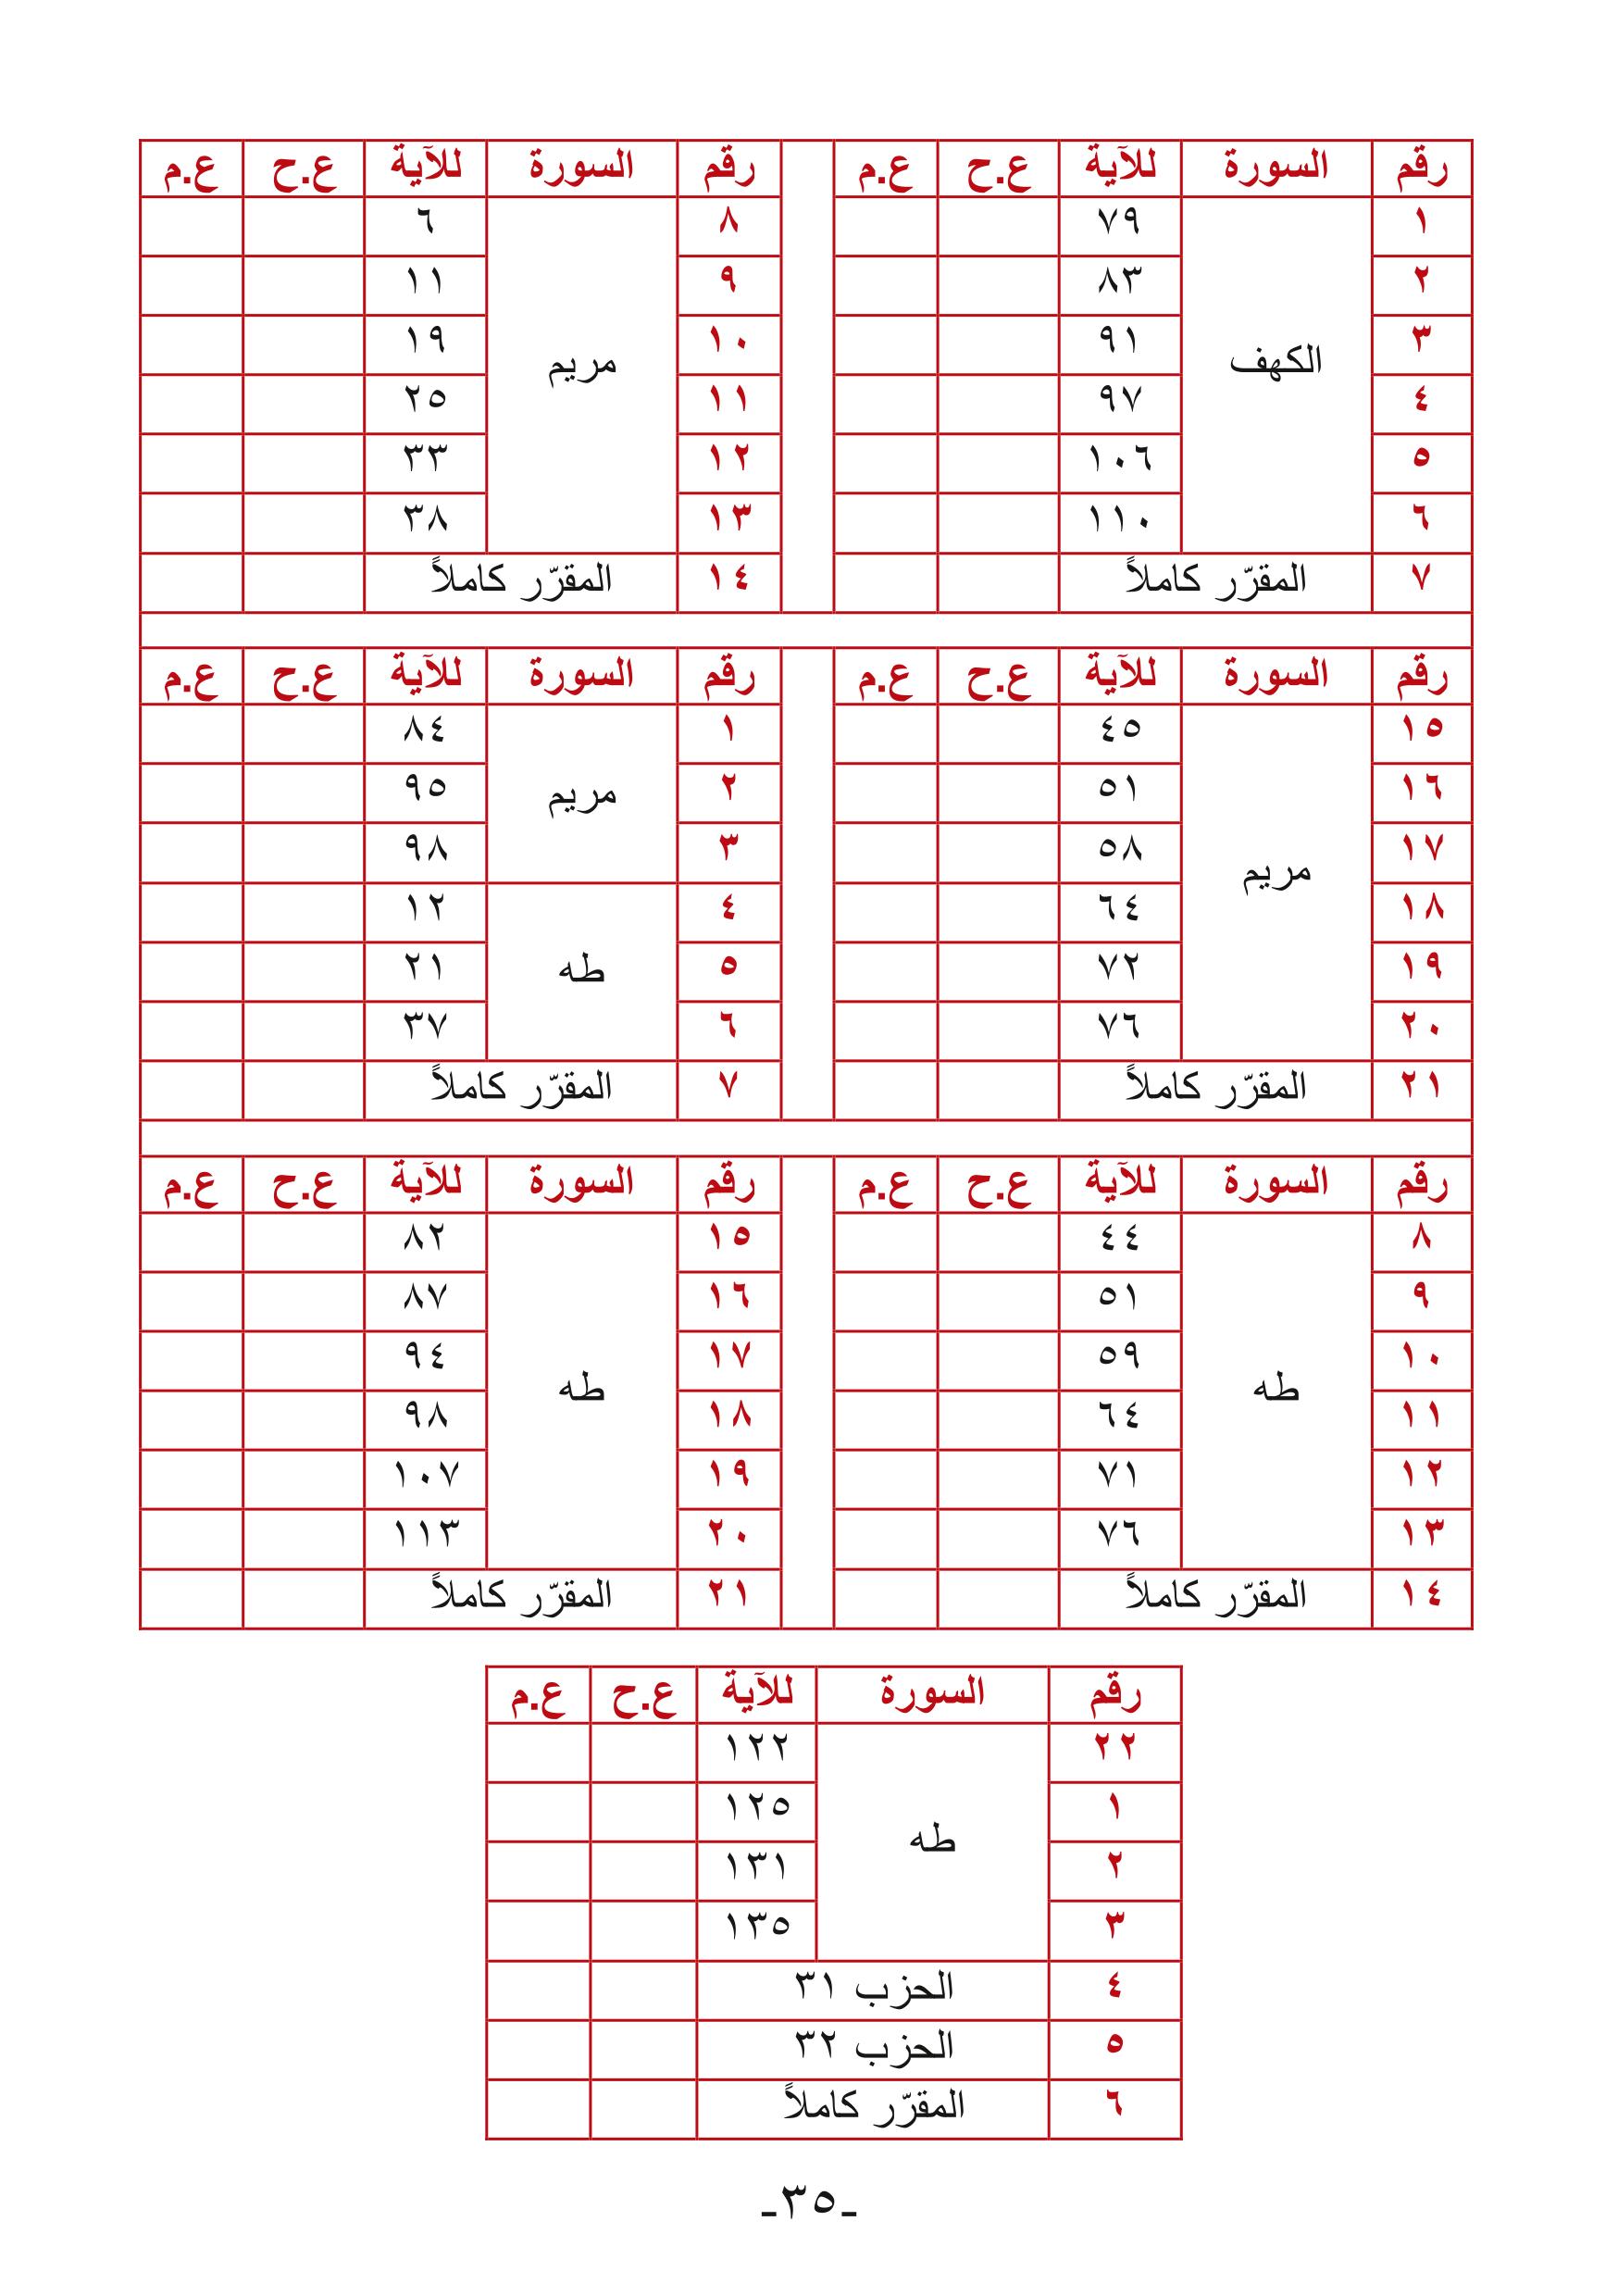 رقم السورة للآية ع.ح ع.م رقم السورة للآية ع.ح ع.م
١ الكهف ٧٩ ٨ مريم ٦
٢ ٨٣ ٩ ١١
٣ ٩١ ١٠ ١٩
٤ ٩٧ ١١ ٢٥
٥ ١٠٦ ١٢ ٣٣
٦ ١١٠ ١٣ ٣٨
٧ المقرّر كاملاً ١٤ المقرّر كاملاً
رقم السورة للآية ع.ح ع.م رقم السورة للآية ع.ح ع.م
١٥ مريم ٤٥ ١ مريم ٨٤
١٦ ٥١ ٢ ٩٥
١٧ ٥٨ ٣ ٩٨
١٨ ٦٤ ٤ طه ١٢
١٩ ٧٢ ٥ ٢١
٢٠ ٧٦ ٦ ٣٧
٢١ المقرّر كاملاً ٧ المقرّر كاملاً
رقم السورة للآية ع.ح ع.م رقم السورة للآية ع.ح ع.م
٨ طه ٤٤ ١٥ طه ٨٢
٩ ٥١ ١٦ ٨٧
١٠ ٥٩ ١٧ ٩٤
١١ ٦٤ ١٨ ٩٨
١٢ ٧١ ١٩ ١٠٧
١٣ ٧٦ ٢٠ ١١٣
١٤ المقرّر كاملاً ٢١ المقرّر كاملاً
رقم السورة للآية ع.ح ع.م
٢٢ طه ١٢٢
١ ١٢٥
٢ ١٣١
٣ ١٣٥
٤ الحزب ٣١
٥ الحزب ٣٢
٦ المقرّر كاملاً
-٣٥-